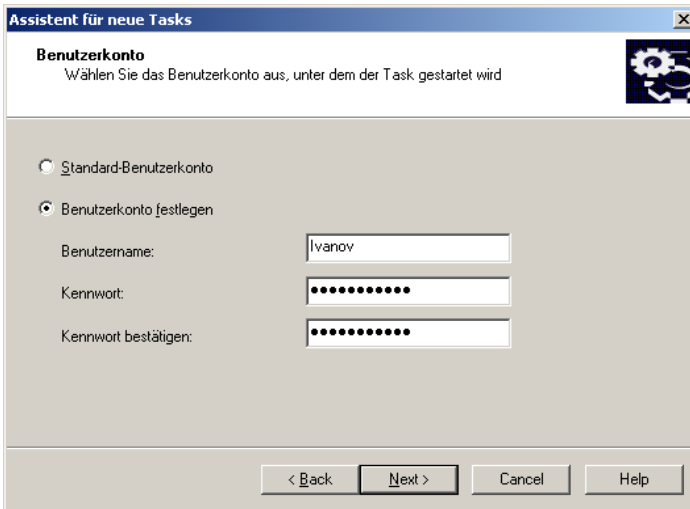 Assistent für neue Tasks
Benutzerkonto
Wählen Sie das Benutzerkonto aus, unter dem der Task gestartet wird
Standard-Benutzerkonto
Benutzerkonto festlegen
Benutzername: Ivanov
Kennwort: •••••••••••
Kennwort bestätigen: •••••••••••
< Back Next > Cancel Help